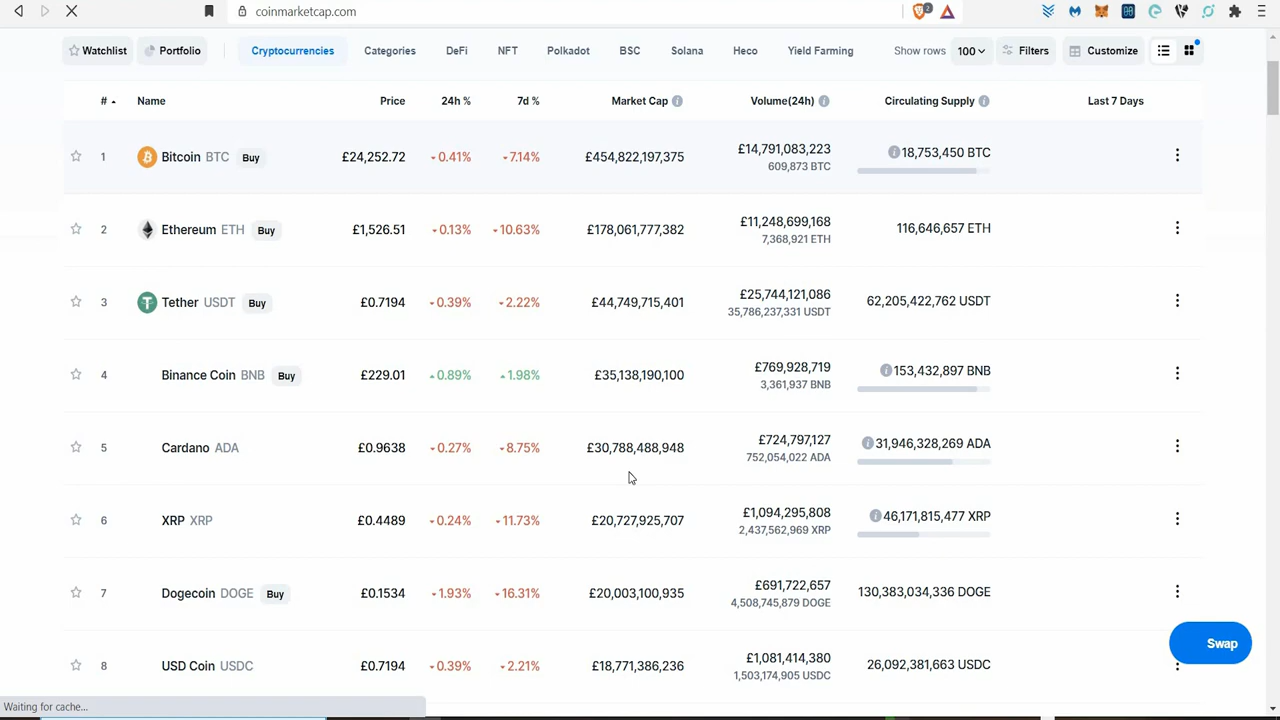 coinmarketcap.com
2
Watchlist Portfolio Cryptocurrencies Categories DeFi NFT Polkadot BSC Solana Heco Yield Farming Show rows 100 Filters Customize
# Name Price 24h % 7d % Market Cap Volume(24h) Circulating Supply Last 7 Days
1 Bitcoin BTC Buy £24,252.72 0.41% 7.14% £454,822,197,375 £14,791,083,223 18,753,450 BTC
609,873 BTC
2 Ethereum ETH Buy £1,526.51 0.13% 10.63% £178,061,777,382 £11,248,699,168 116,646,657 ETH
7,368,921 ETH
3 Tether USDT Buy £0.7194 0.39% 2.22% £44,749,715,401 £25,744,121,086 62,205,422,762 USDT
35,786,237,331 USDT
4 Binance Coin BNB Buy £229.01 0.89% 1.98% £35,138,190,100 £769,928,719 153,432,897 BNB
3,361,937 BNB
5 Cardano ADA £0.9638 0.27% 8.75% £30,788,488,948 £724,797,127 31,946,328,269 ADA
752,054,022 ADA
6 XRP XRP £0.4489 0.24% 11.73% £20,727,925,707 £1,094,295,808 46,171,815,477 XRP
2,437,562,969 XRP
7 Dogecoin DOGE Buy £0.1534 1.93% 16.31% £20,003,100,935 £691,722,657 130,383,034,336 DOGE
4,508,745,879 DOGE
8 USD Coin USDC £0.7194 0.39% 2.21% £18,771,386,236 £1,081,414,380 26,092,381,663 USDC
1,503,174,905 USDC
Swap
Waiting for cache...